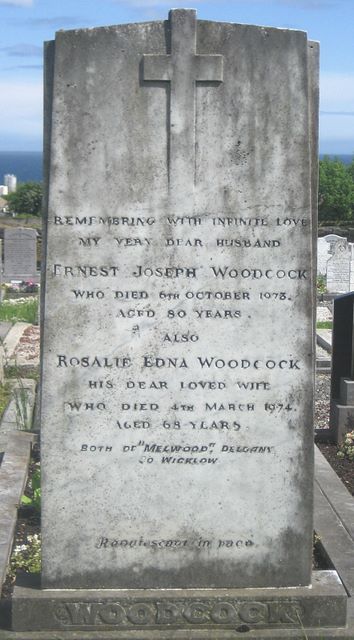 REMEMBRING WITH INFINITE LOVE
MY VERY DEAR HUSBAND
ERNEST JOSEPH WOODCOCK
WHO DIED 6TH OCTOBER 1973.
AGED 80 YEARS.
ALSO
ROSALIE EDNA WOODCOCK
HIS DEAR LOVED WIFE
WHO DIED 4TH MARCH 1974.
AGED 68 YEARS
BOTH OF "MELWOOD", DELGANY
CO WICKLOW
Requiescant in pace
WOODCOCK